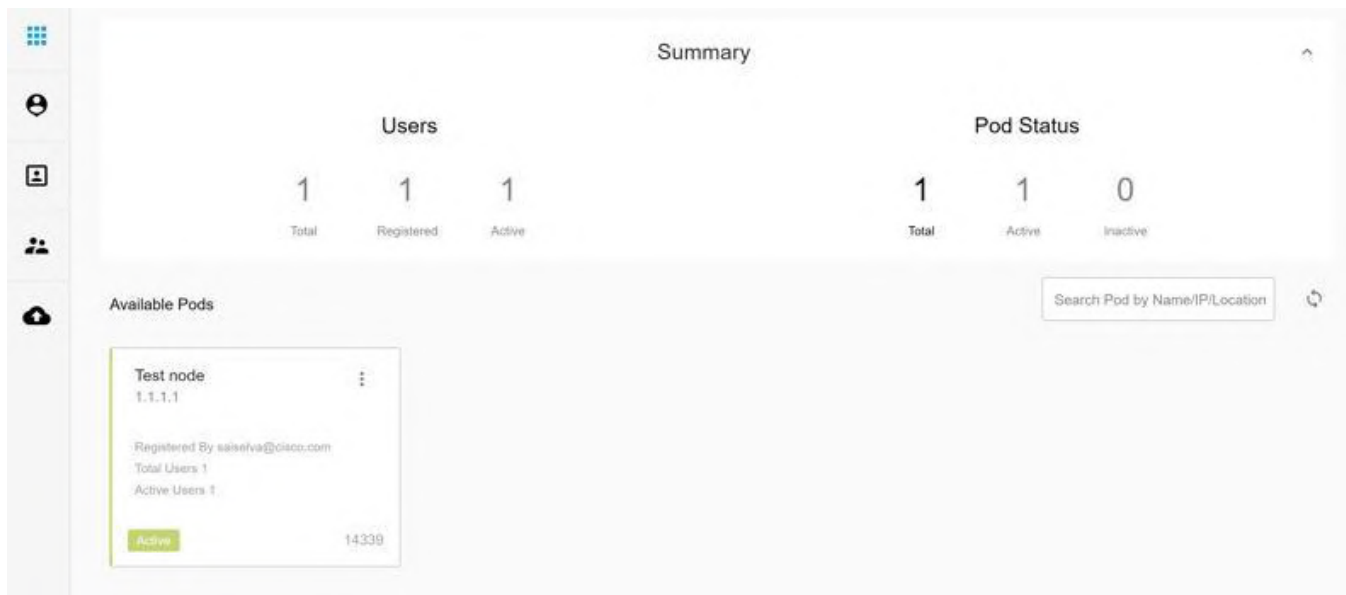 Summary
Users
Pod Status
1 1 1
1 1 0
Total Registered Active
Total Active Inactive
Available Pods
Search Pod by Name/IP/Location
Test node
1.1.1.1
Registered By saiselva@cisco.com
Total Users 1
Active Users 1
Active
14339